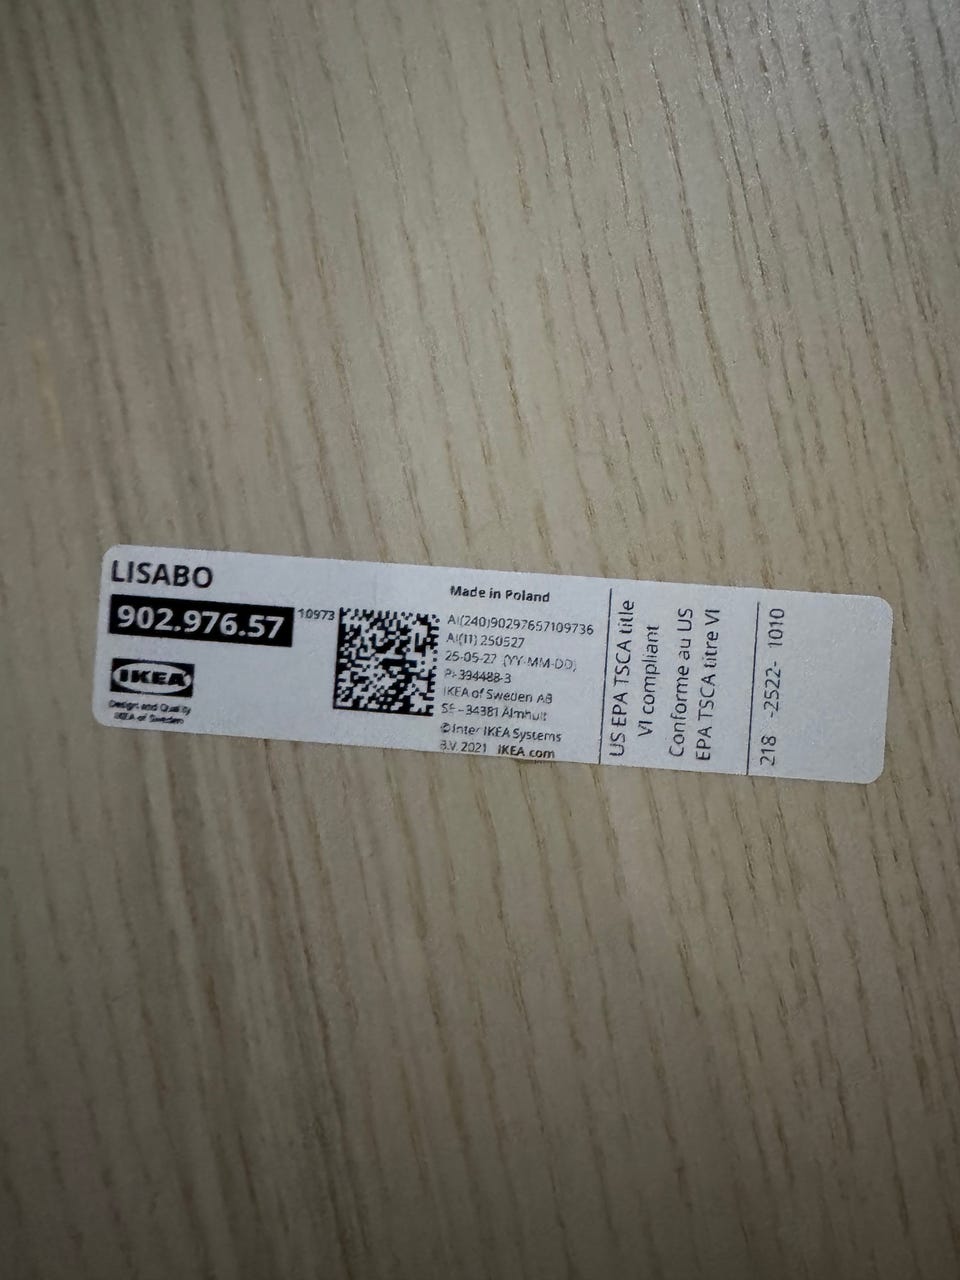 LISABO
902.976.57
10973
IKEA
Design and Quality
IKEA of Sweden
Made in Poland
AI(240)90297657109736
AI(11) 250527
25-05-27 (YY-MM-DD)
PI-394488-3
IKEA of Sweden AB
SE - 34381 Älmhult
© Inter IKEA Systems
B.V. 2021 IKEA.com
US EPA TSCA title
VI compliant
Conforme au US
EPA TSCA titre VI
218 -2522- 1010